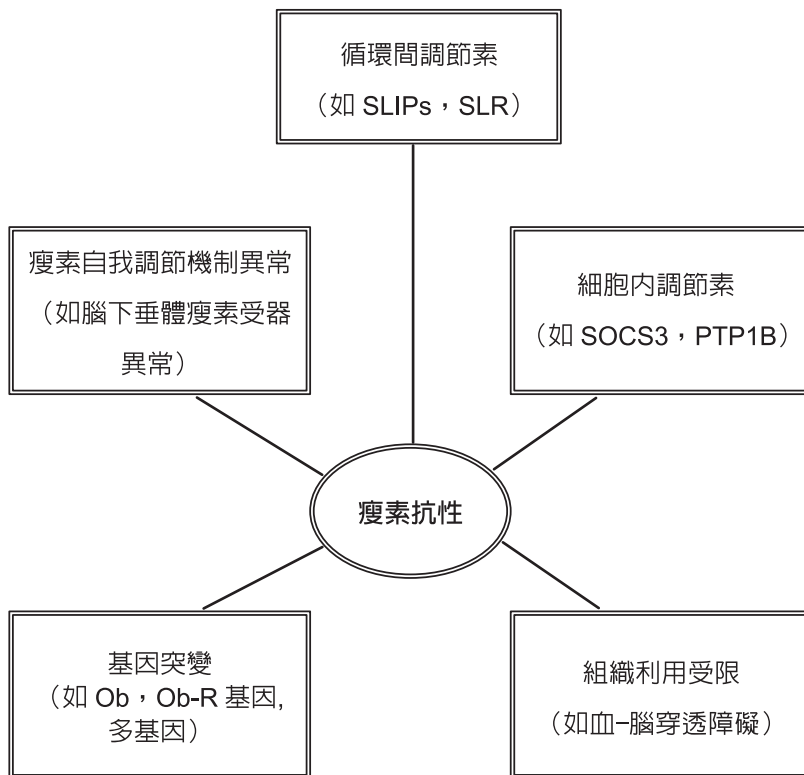 循環間調節素
（如 SLIPs，SLR）
瘦素自我調節機制異常
（如腦下垂體瘦素受器
異常）
細胞內調節素
（如 SOCS3，PTP1B）
瘦素抗性
基因突變
（如 Ob，Ob-R 基因,
多基因）
組織利用受限
（如血-腦穿透障礙）